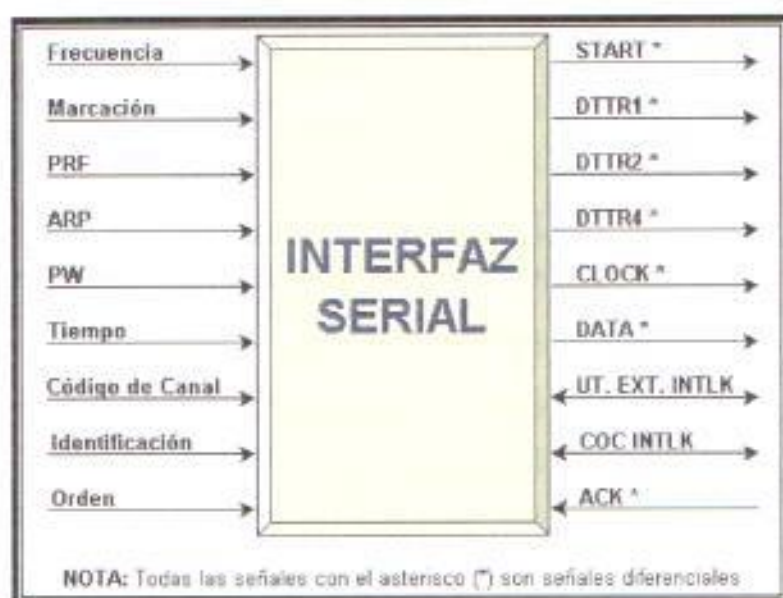 Frecuencia
Marcación
PRF
ARP
PW
Tiempo
Código de Canal
Identificación
Orden
INTERFAZ
SERIAL
START *
DTTR1 *
DTTR2 *
DTTR4 *
CLOCK *
DATA *
UT. EXT. INTLK
COC INTLK
ACK *
NOTA: Todas las señales con el asterisco (*) son señales diferenciales